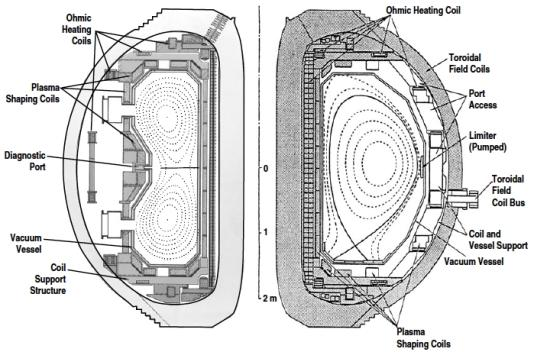 Ohmic
Heating
Coils
Plasma
Shaping Coils
Diagnostic
Port
Vacuum
Vessel
Coil
Support
Structure
0
1
2 m
Ohmic Heating Coil
Toroidal
Field Coils
Port
Access
Limiter
(Pumped)
Toroidal
Field
Coil Bus
Coil and
Vessel Support
Vacuum Vessel
Plasma
Shaping Coils